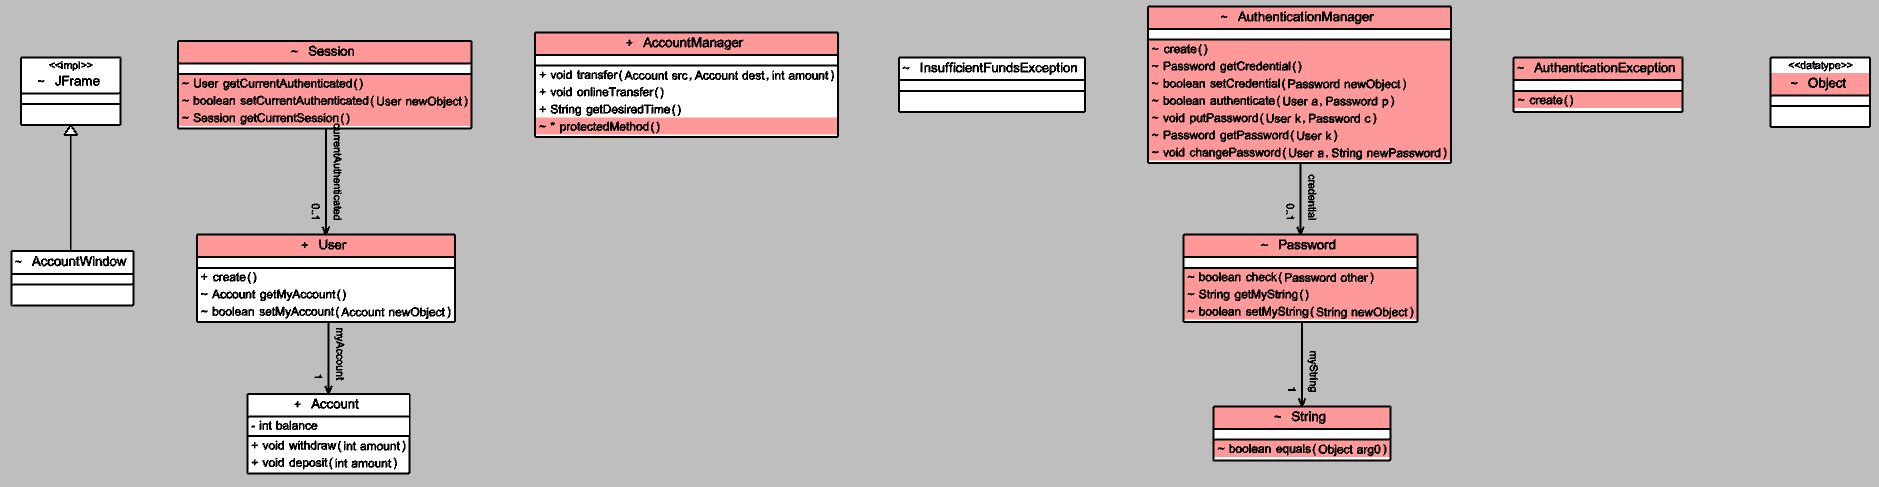 <<impl>>
~ JFrame
~ AccountWindow
~ Session
~ User getCurrentAuthenticated()
~ boolean setCurrentAuthenticated(User newObject)
~ Session getCurrentSession()
currentAuthenticated
0..1
+ User
+ create()
~ Account getMyAccount()
~ boolean setMyAccount(Account newObject)
myAccount
1
+ Account
- int balance
+ void withdraw(int amount)
+ void deposit(int amount)
+ AccountManager
+ void transfer(Account src, Account dest, int amount)
+ void onlineTransfer()
+ String getDesiredTime()
~ * protectedMethod()
~ InsufficientFundsException
~ AuthenticationManager
~ create()
~ Password getCredential()
~ boolean setCredential(Password newObject)
~ boolean authenticate(User a, Password p)
~ void putPassword(User k, Password c)
~ Password getPassword(User k)
~ void changePassword(User a, String newPassword)
credential
0..1
~ Password
~ boolean check(Password other)
~ String getMyString()
~ boolean setMyString(String newObject)
myString
1
~ String
~ boolean equals(Object arg0)
~ AuthenticationException
~ create()
<<datatype>>
~ Object